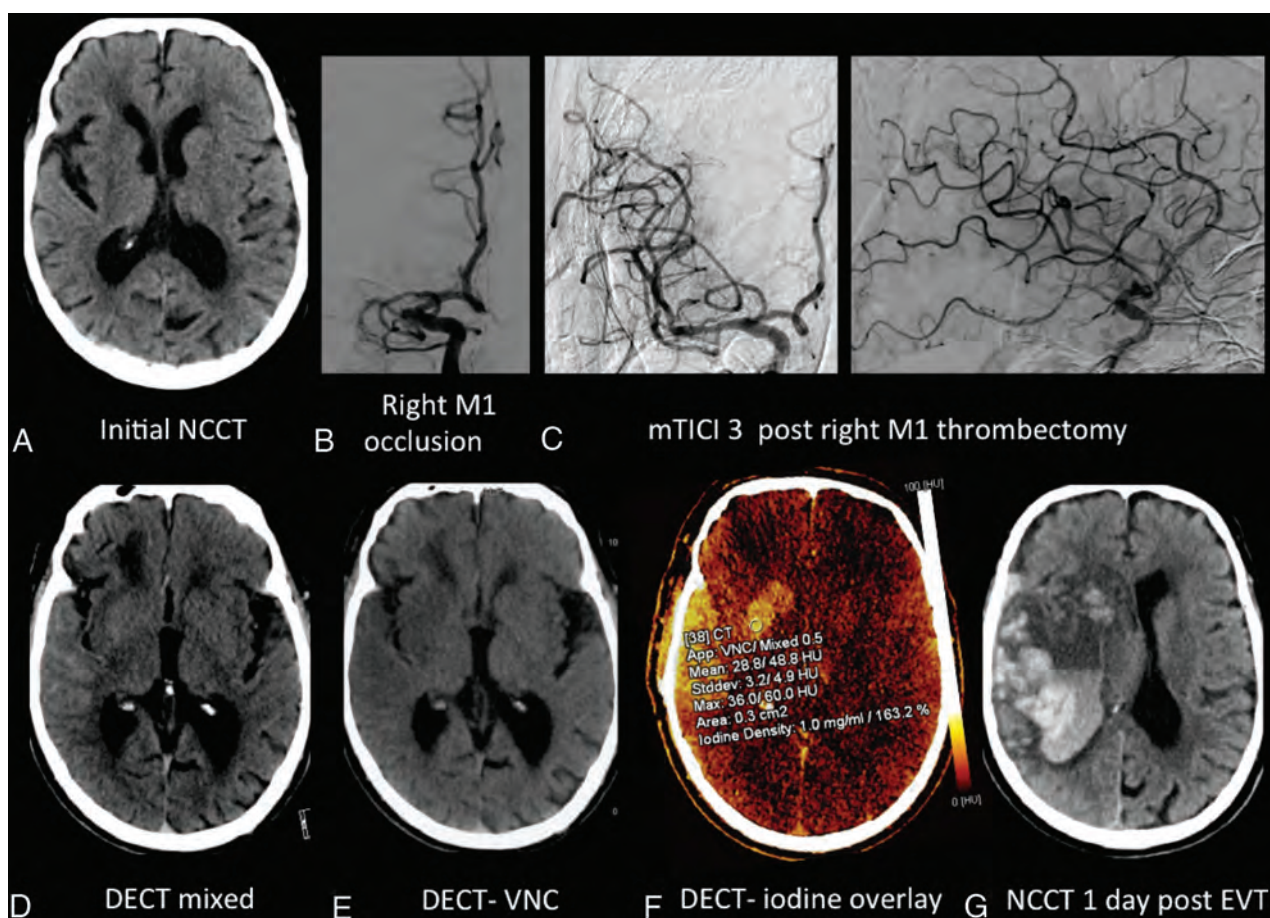 A
Initial NCCT
B
Right M1
occlusion
C
mTICI 3 post right M1 thrombectomy
100 [HU]
[38] CT
App: VNC/ Mixed 0.5
Mean: 28.8/ 48.8 HU
Stddev: 3.2/ 4.9 HU
Max: 36.0/ 60.0 HU
Area: 0.3 cm2
Iodine Density: 1.0 mg/ml / 163.2 %
0 [HU]
10
0
D
DECT mixed
E
DECT- VNC
F
DECT- iodine overlay
G
NCCT 1 day post EVT